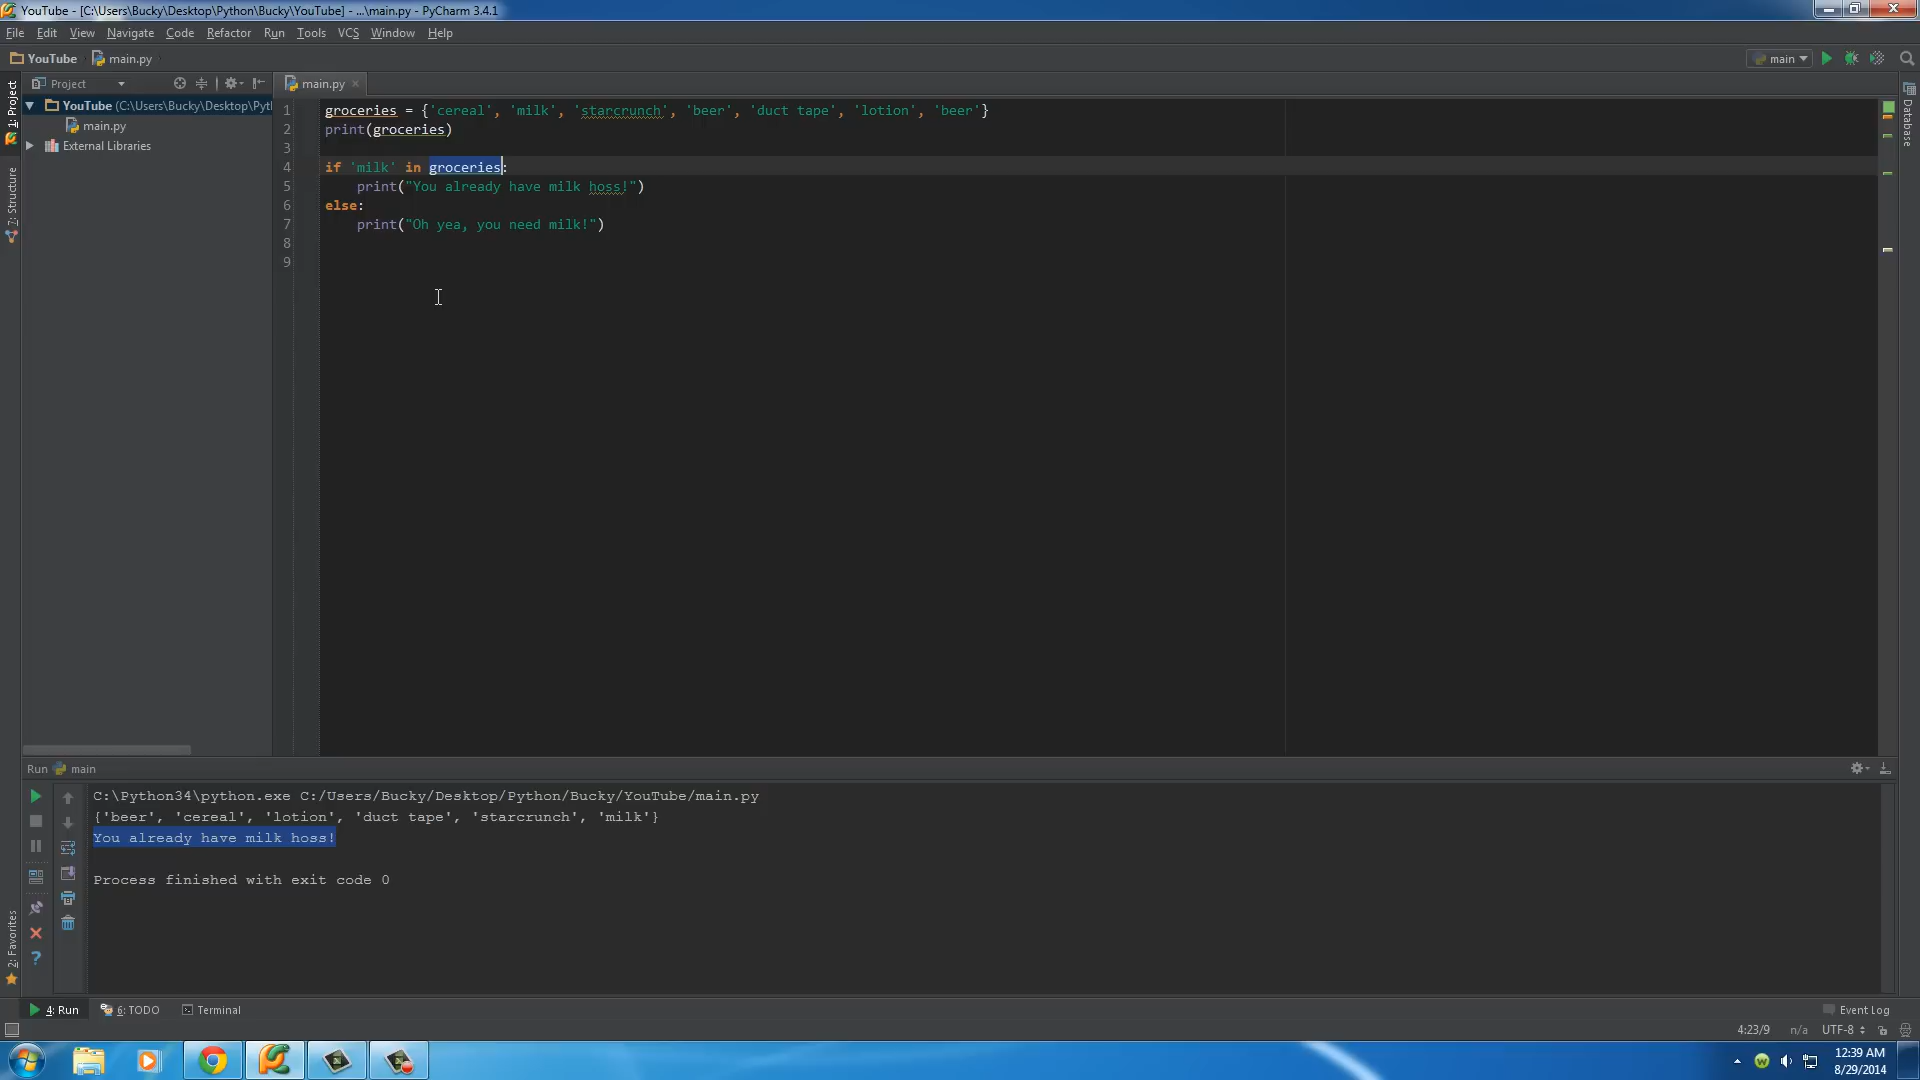 YouTube - [C:\Users\Bucky\Desktop\Python\Bucky\YouTube] - ...\main.py - PyCharm 3.4.1
File Edit View Navigate Code Refactor Run Tools VCS Window Help
YouTube main.py main
Project main.py
1: Project
7: Structure
2: Favorites
Database
YouTube (C:\Users\Bucky\Desktop\Pyt
main.py
External Libraries
1 groceries = {'cereal', 'milk', 'starcrunch', 'beer', 'duct tape', 'lotion', 'beer'}
2 print(groceries)
3
4 if 'milk' in groceries:
5 print("You already have milk hoss!")
6 else:
7 print("Oh yea, you need milk!")
8
9
Run main
C:\Python34\python.exe C:/Users/Bucky/Desktop/Python/Bucky/YouTube/main.py
{'beer', 'cereal', 'lotion', 'duct tape', 'starcrunch', 'milk'}
You already have milk hoss!
Process finished with exit code 0
4: Run 6: TODO Terminal Event Log
4:23/9 n/a UTF-8
12:39 AM
8/29/2014